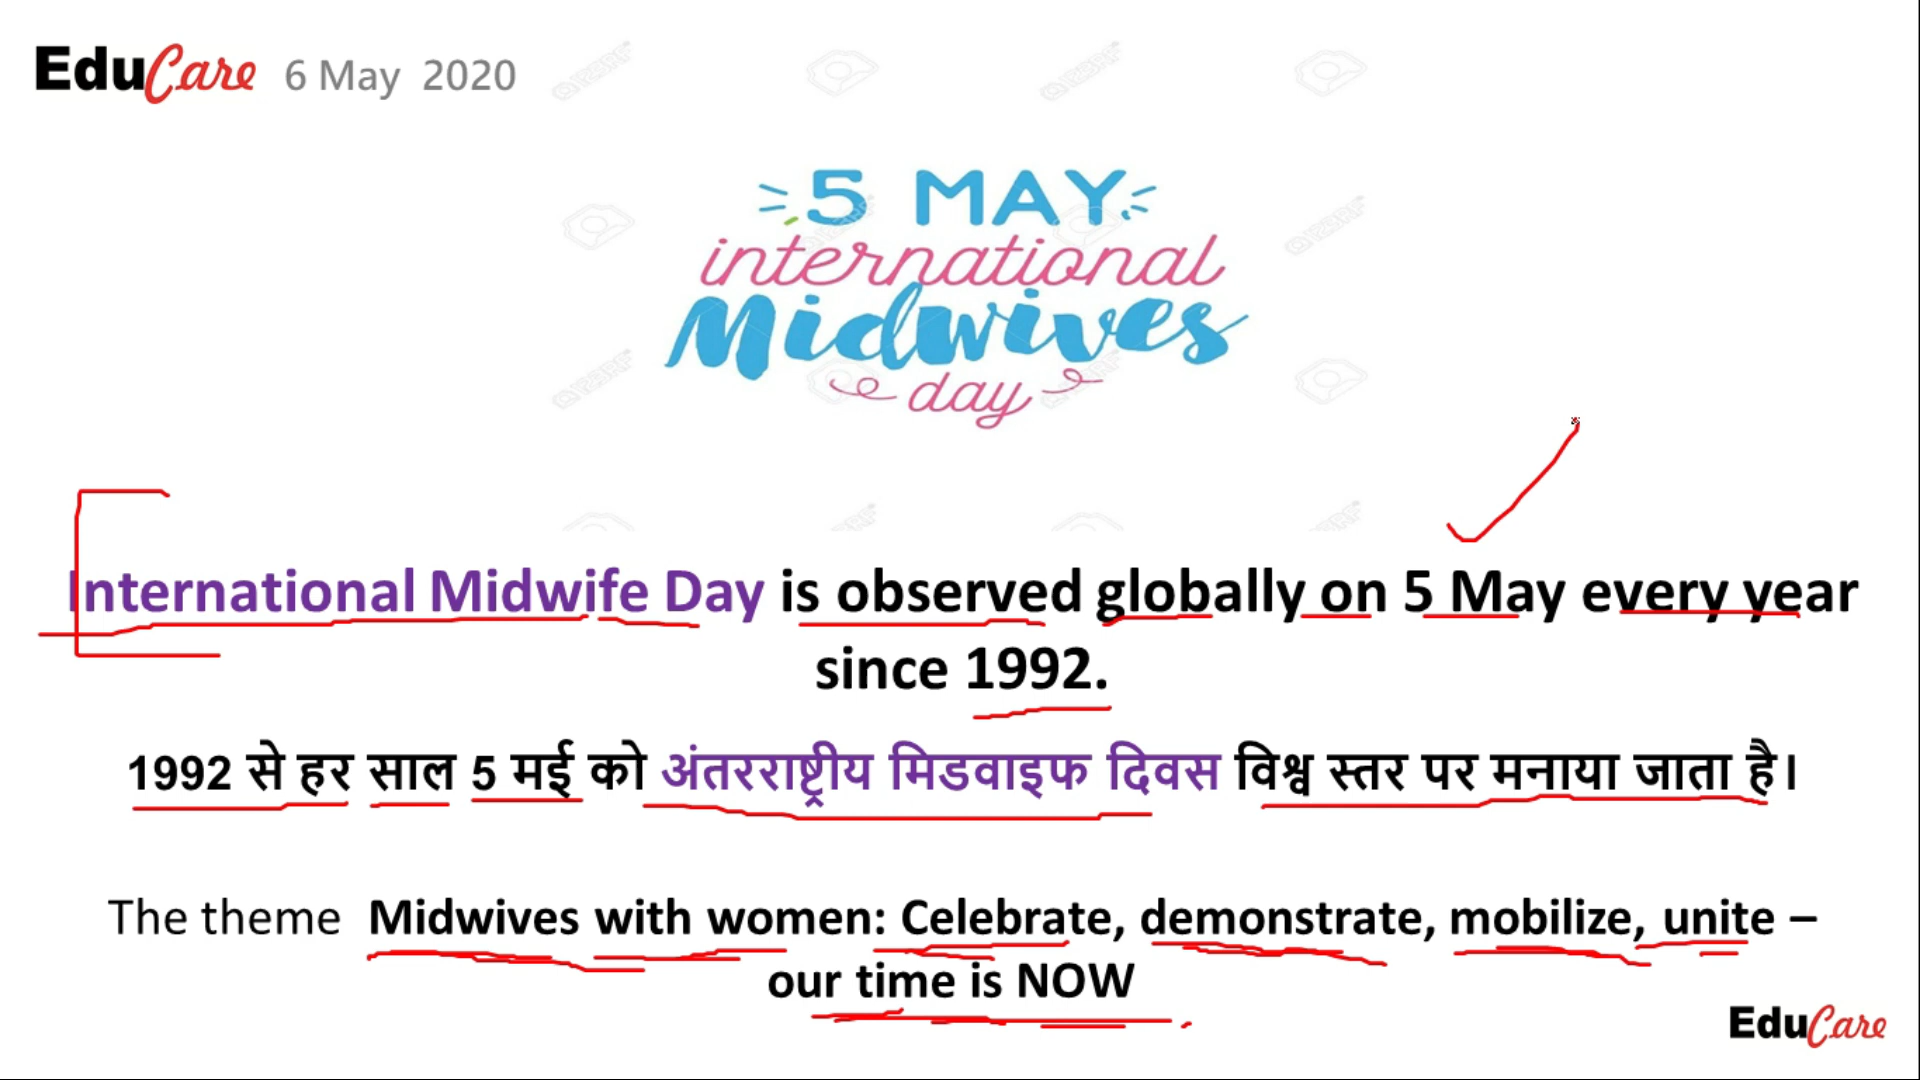 EduCare 6 May 2020
5 MAY
international
Midwives
day
International Midwife Day is observed globally on 5 May every year
since 1992.
1992 से हर साल 5 मई को अंतरराष्ट्रीय मिडवाइफ दिवस विश्व स्तर पर मनाया जाता है।
The theme Midwives with women: Celebrate, demonstrate, mobilize, unite –
our time is NOW
EduCare